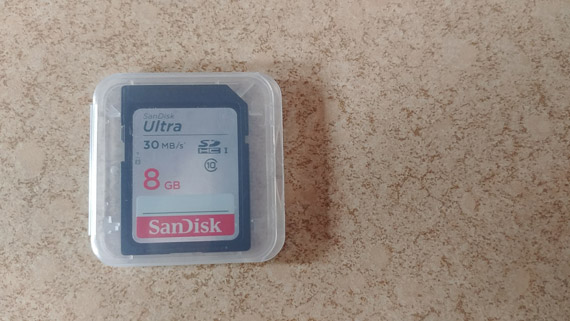 SanDisk
Ultra
30 MB/s
SD
HC I
10
8 GB
SanDisk